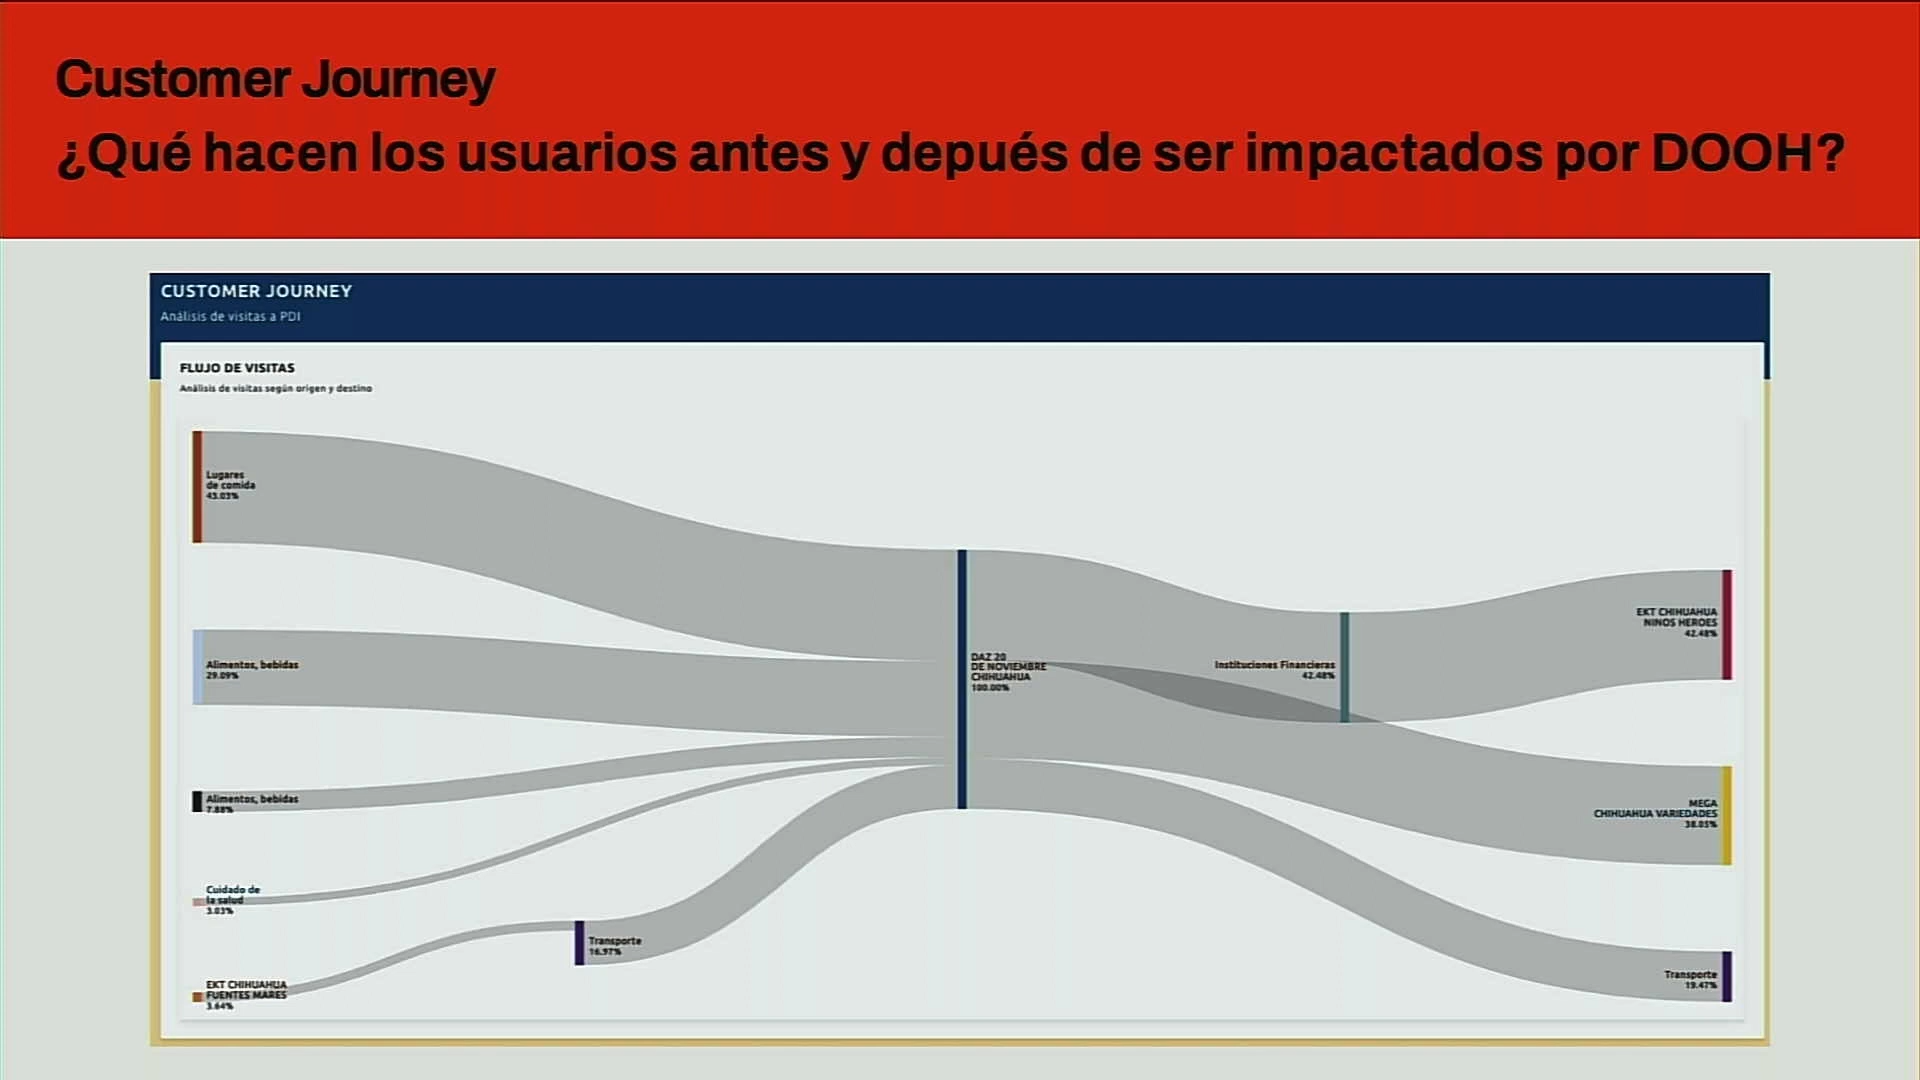 Customer Journey
¿Qué hacen los usuarios antes y depués de ser impactados por DOOH?
CUSTOMER JOURNEY
Análisis de visitas a PDI
FLUJO DE VISITAS
Análisis de visitas según origen y destino
Lugares
de comida
43.03%
Alimentos, bebidas
29.09%
Alimentos, bebidas
7.88%
Cuidado de
la salud
3.03%
EKT CHIHUAHUA
FUENTES MARES
3.64%
Transporte
16.97%
DAZ 20
DE NOVIEMBRE
CHIHUAHUA
100.00%
Instituciones Financieras
42.48%
EKT CHIHUAHUA
NINOS HEROES
42.48%
MEGA
CHIHUAHUA VARIEDADES
38.05%
Transporte
19.47%